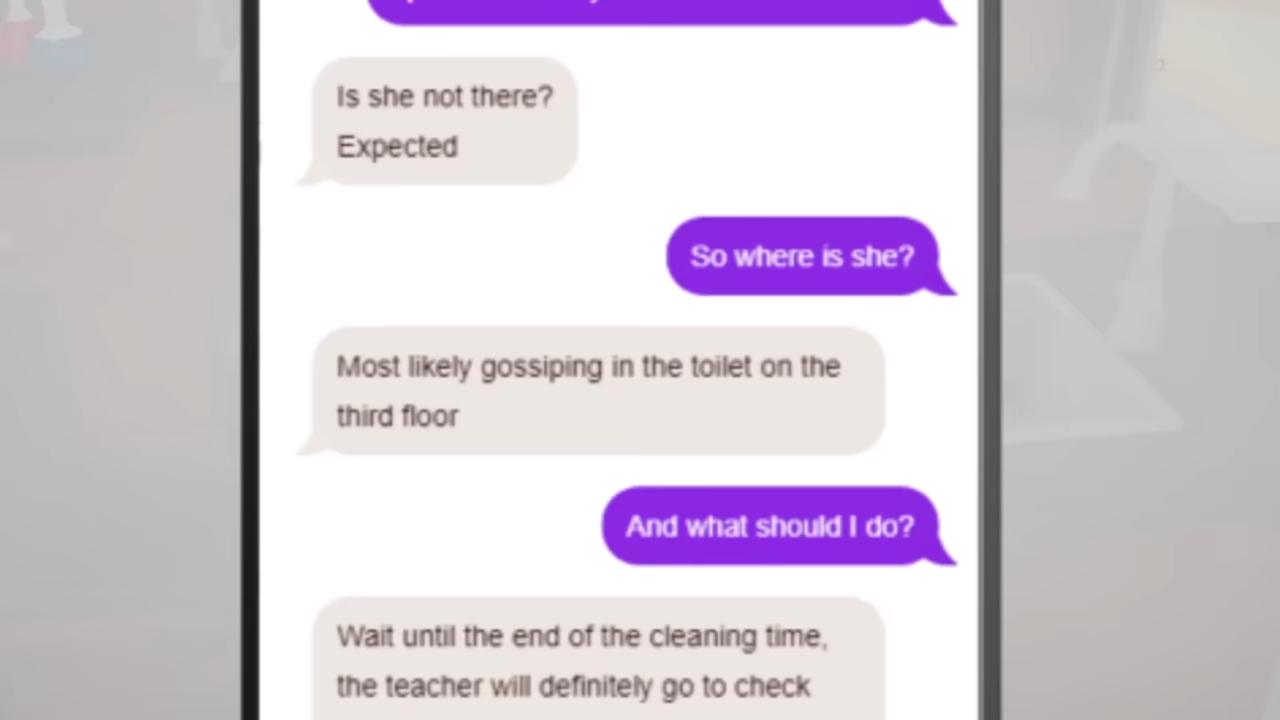 Is she not there?
Expected
So where is she?
Most likely gossiping in the toilet on the
third floor
And what should I do?
Wait until the end of the cleaning time,
the teacher will definitely go to check